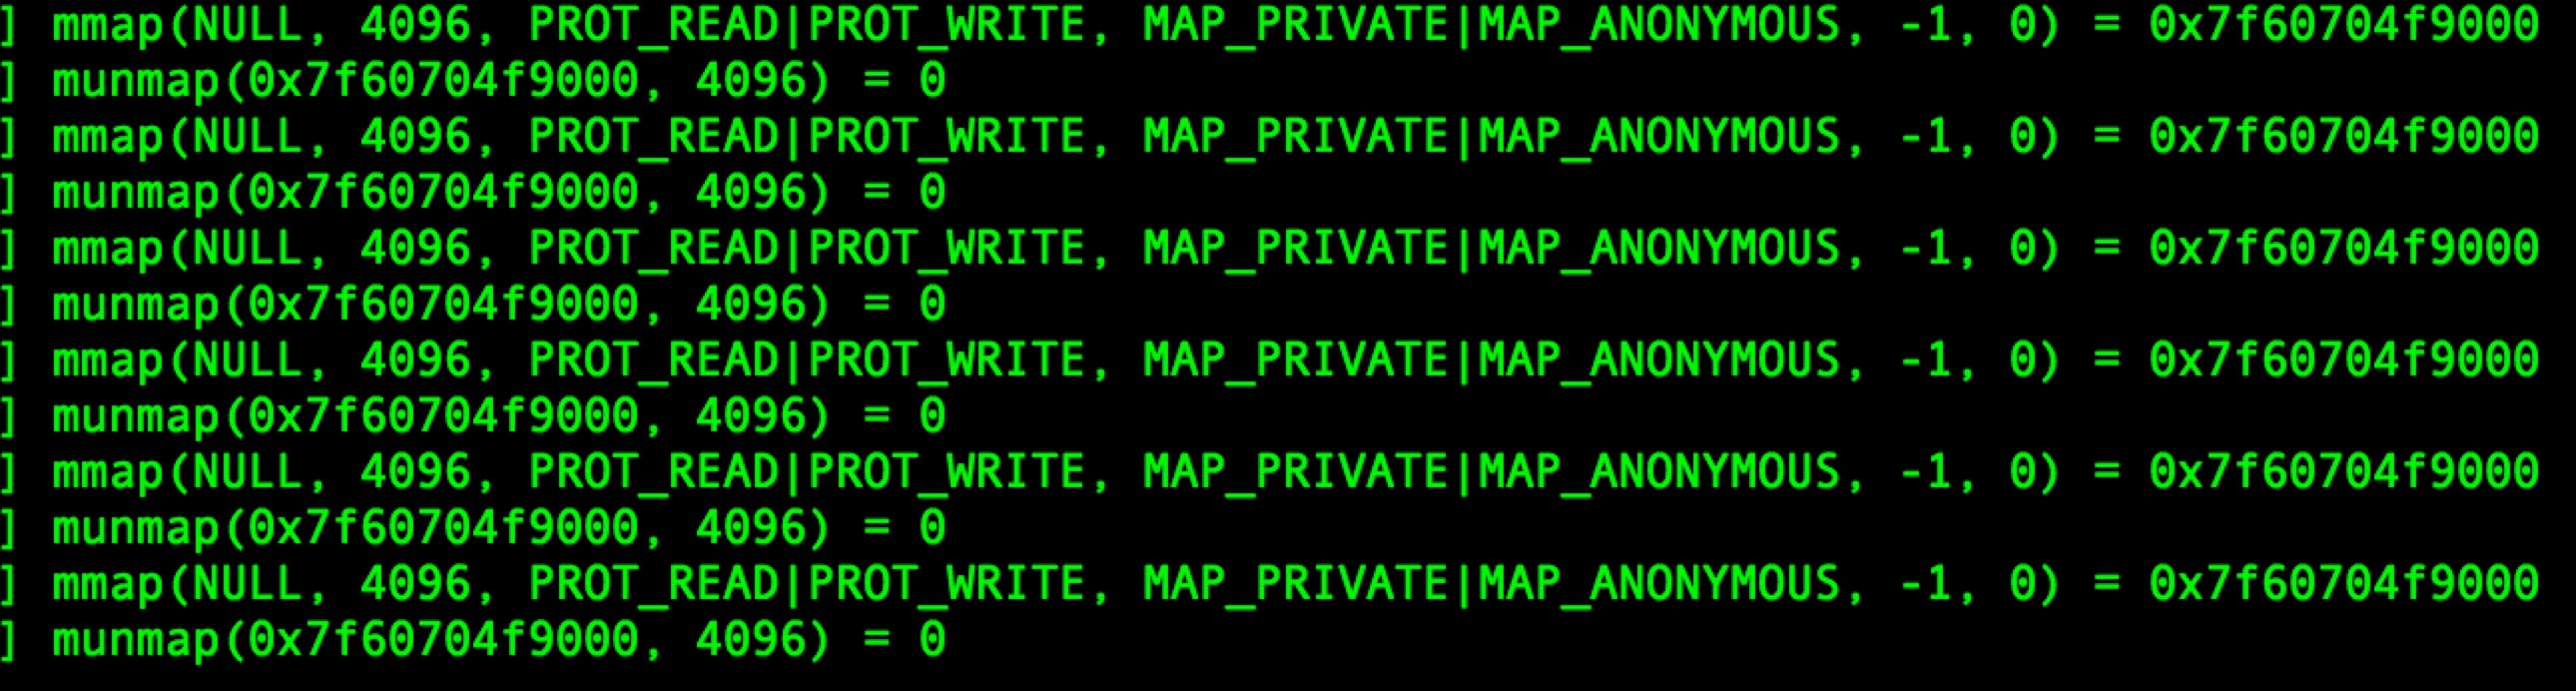 ] mmap(NULL, 4096, PROT_READ|PROT_WRITE, MAP_PRIVATE|MAP_ANONYMOUS, -1, 0) = 0x7f60704f9000
] munmap(0x7f60704f9000, 4096) = 0
] mmap(NULL, 4096, PROT_READ|PROT_WRITE, MAP_PRIVATE|MAP_ANONYMOUS, -1, 0) = 0x7f60704f9000
] munmap(0x7f60704f9000, 4096) = 0
] mmap(NULL, 4096, PROT_READ|PROT_WRITE, MAP_PRIVATE|MAP_ANONYMOUS, -1, 0) = 0x7f60704f9000
] munmap(0x7f60704f9000, 4096) = 0
] mmap(NULL, 4096, PROT_READ|PROT_WRITE, MAP_PRIVATE|MAP_ANONYMOUS, -1, 0) = 0x7f60704f9000
] munmap(0x7f60704f9000, 4096) = 0
] mmap(NULL, 4096, PROT_READ|PROT_WRITE, MAP_PRIVATE|MAP_ANONYMOUS, -1, 0) = 0x7f60704f9000
] munmap(0x7f60704f9000, 4096) = 0
] mmap(NULL, 4096, PROT_READ|PROT_WRITE, MAP_PRIVATE|MAP_ANONYMOUS, -1, 0) = 0x7f60704f9000
] munmap(0x7f60704f9000, 4096) = 0